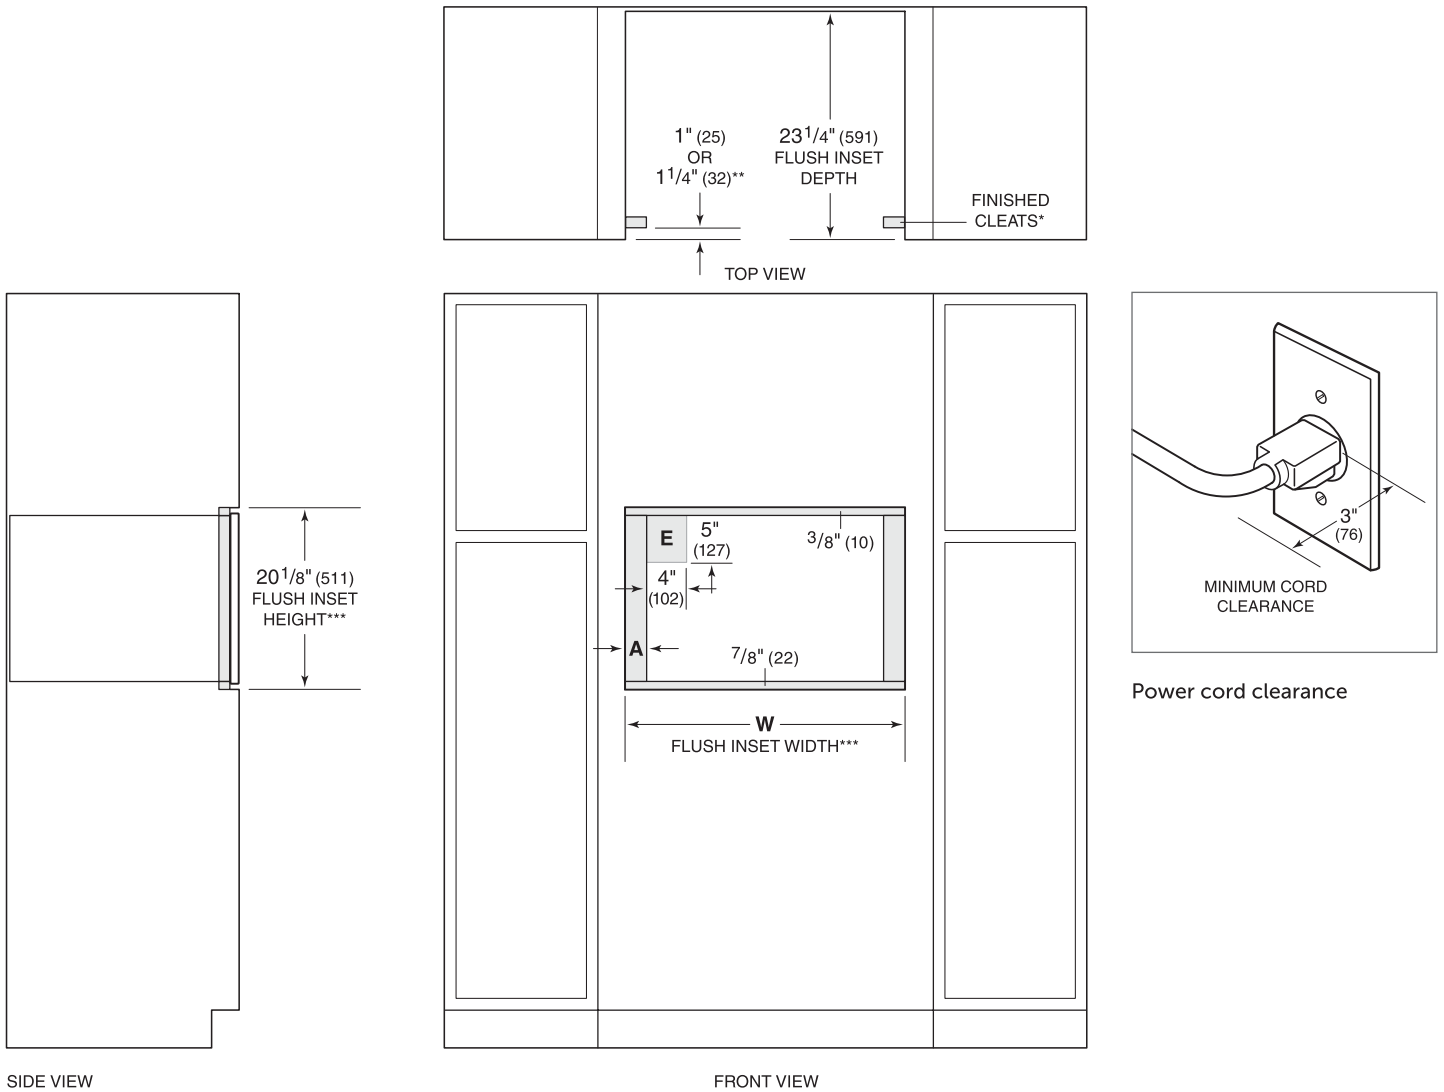 1" (25)
OR
1 1/4" (32)**
23 1/4" (591)
FLUSH INSET
DEPTH
FINISHED
CLEATS*
TOP VIEW
20 1/8" (511)
FLUSH INSET
HEIGHT***
SIDE VIEW
E
5"
(127)
4"
(102)
3/8" (10)
A
7/8" (22)
W
FLUSH INSET WIDTH***
FRONT VIEW
3"
(76)
MINIMUM CORD
CLEARANCE
Power cord clearance